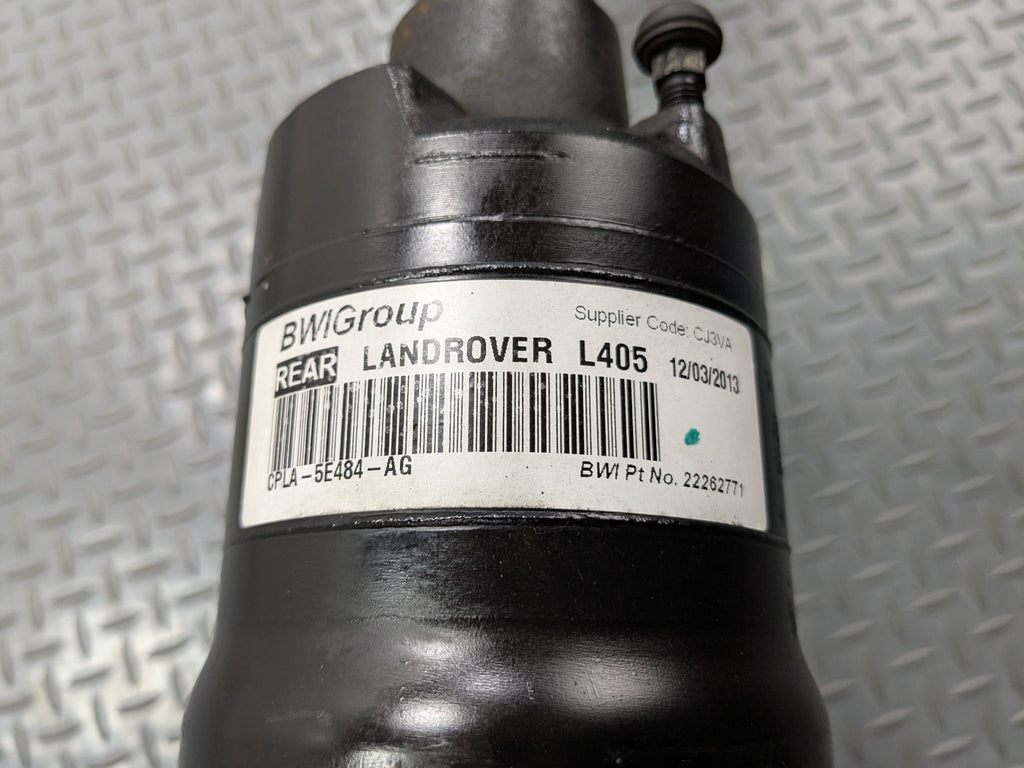 BWIGroup
Supplier Code: CJ3VA
REAR LANDROVER L405 12/03/2013
CPLA-5E484-AG
BWI Pt No. 22262771